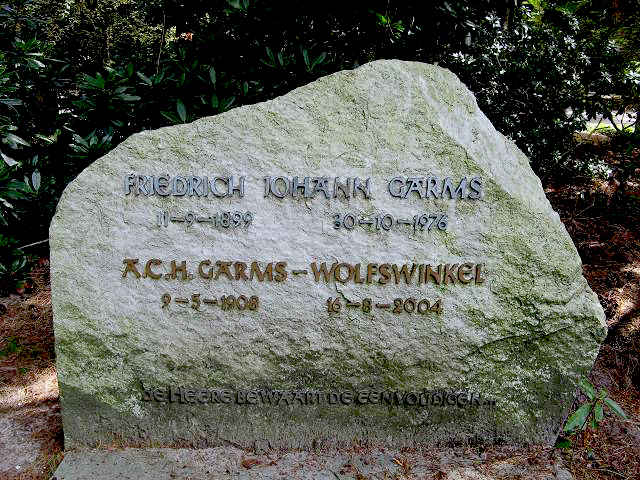 FRIEDRICH JOHANN GARMS
11-9-1899 30-10-1976
A.C.H. GARMS-WOLFSWINKEL
9-5-1908 16-8-2004
DE HEERE BEWAART DE EENVOUDIGEN...